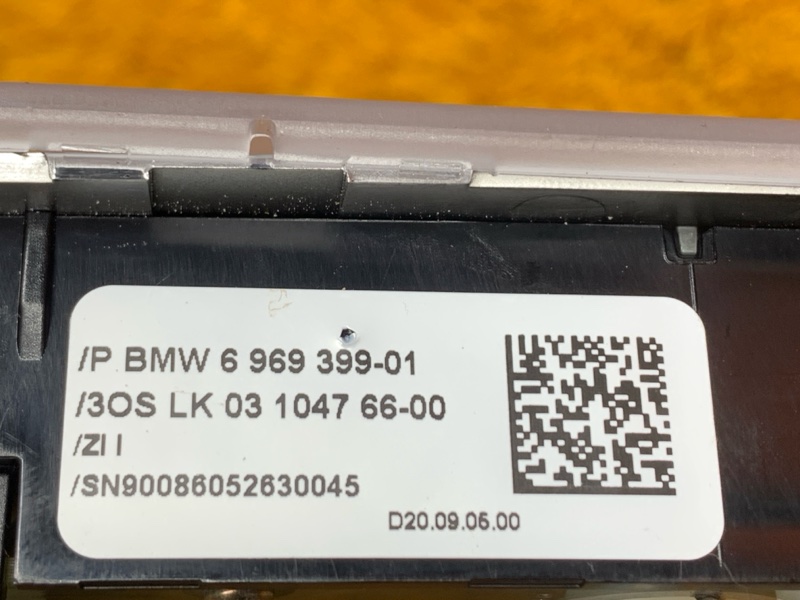 /P BMW 6 969 399-01
/3OS LK 03 1047 66-00
/ZI I
/SN90086052630045
D20.09.05.00